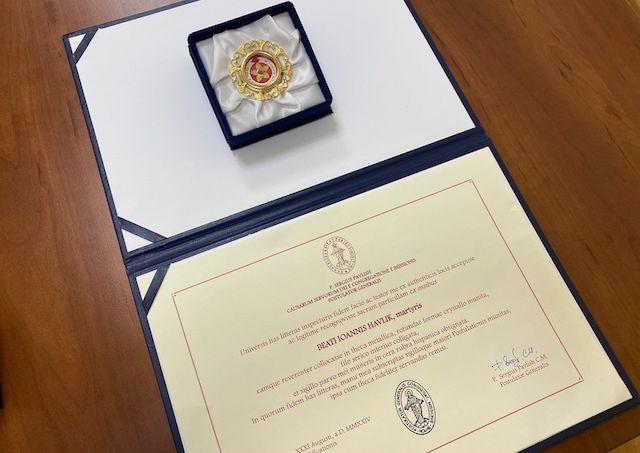 P. SERGIUS PAVLISH
CAUSARUM SERVORUM DEI E CONGREGATIONE E MISSIONE
POSTULATOR GENERALIS
Universis has litteras inspecturis fidem facio ac testor me ex authenticis locis accepisse
ac legitime recognovisse sacram particulam ex ossibus
BEATI IOANNIS HAVLIK, martyris
eamque reverenter collocasse in theca metallica, rotundae formae crystallo munita,
filo serico interius colligata,
et sigillo parvo mei muneris in cera rubra hispanica obsignata.
In quorum fidem has litteras, manu mea subscriptas sigilloque maiori Postulationis munitas,
ipsa cum theca fideliter servandas remisi.
P. Sergius Pavlish C.M.
Postulator Generalis
XXXI Augusti, a.D. MMXXIV